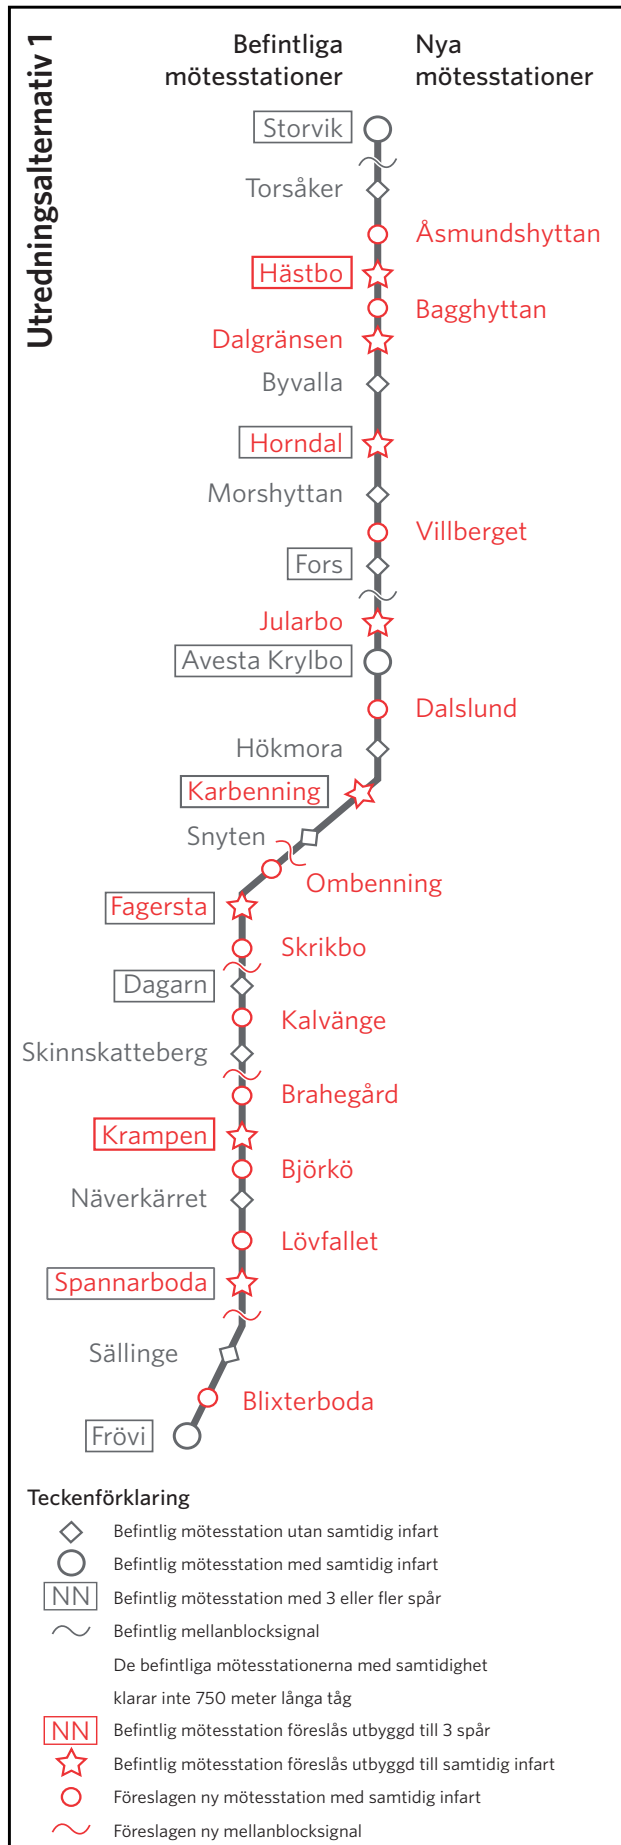 Utredningsalternativ 1
Befintliga
mötesstationer
Nya
mötesstationer
Storvik
Torsåker
Åsmundshyttan
Hästbo
Bagghyttan
Dalgränsen
Byvalla
Horndal
Morshyttan
Villberget
Fors
Jularbo
Avesta Krylbo
Dalslund
Hökmora
Karbenning
Snyten
Ombenning
Fagersta
Skrikbo
Dagarn
Kalvänge
Skinnskatteberg
Brahegård
Krampen
Björkö
Näverkärret
Lövfallet
Spannarboda
Sällinge
Blixterboda
Frövi
Teckenförklaring
Befintlig mötesstation utan samtidig infart
Befintlig mötesstation med samtidig infart
NN Befintlig mötesstation med 3 eller fler spår
Befintlig mellanblocksignal
De befintliga mötesstationerna med samtidighet
klarar inte 750 meter långa tåg
NN Befintlig mötesstation föreslås utbyggd till 3 spår
Befintlig mötesstation föreslås utbyggd till samtidig infart
Föreslagen ny mötesstation med samtidig infart
Föreslagen ny mellanblocksignal